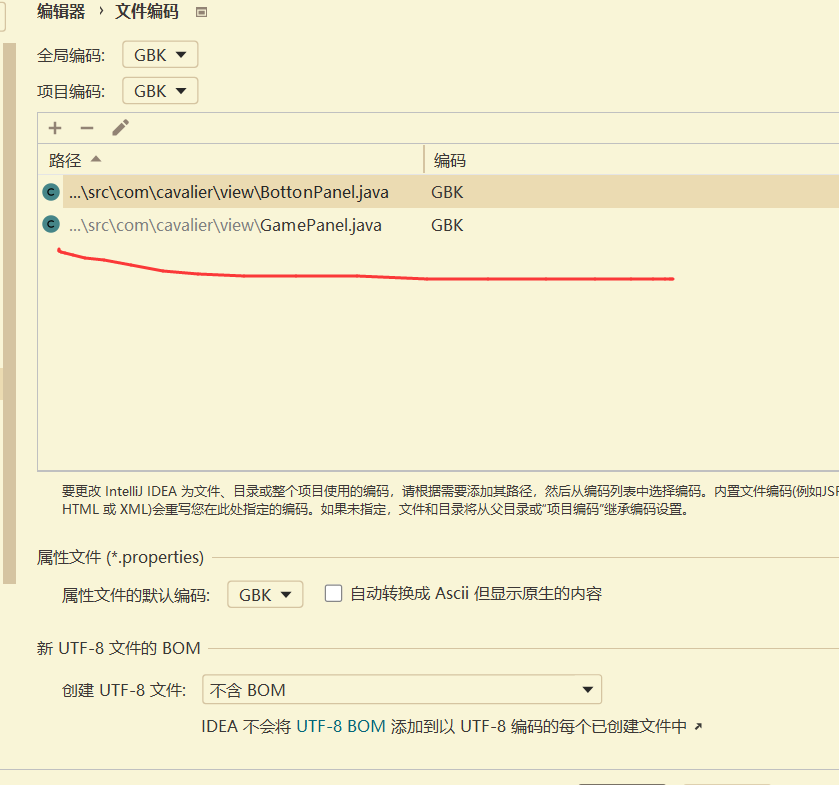 编辑器 › 文件编码
全局编码: GBK
项目编码: GBK
路径 编码
C ...\src\com\cavalier\view\BottonPanel.java GBK
C ...\src\com\cavalier\view\GamePanel.java GBK
要更改 IntelliJ IDEA 为文件、目录或整个项目使用的编码，请根据需要添加其路径，然后从编码列表中选择编码。内置文件编码(例如JSP
HTML 或 XML)会重写您在此处指定的编码。如果未指定，文件和目录将从父目录或"项目编码"继承编码设置。
属性文件 (*.properties)
属性文件的默认编码: GBK 自动转换成 Ascii 但显示原生的内容
新 UTF-8 文件的 BOM
创建 UTF-8 文件: 不含 BOM
IDEA 不会将 UTF-8 BOM 添加到以 UTF-8 编码的每个已创建文件中 ↗